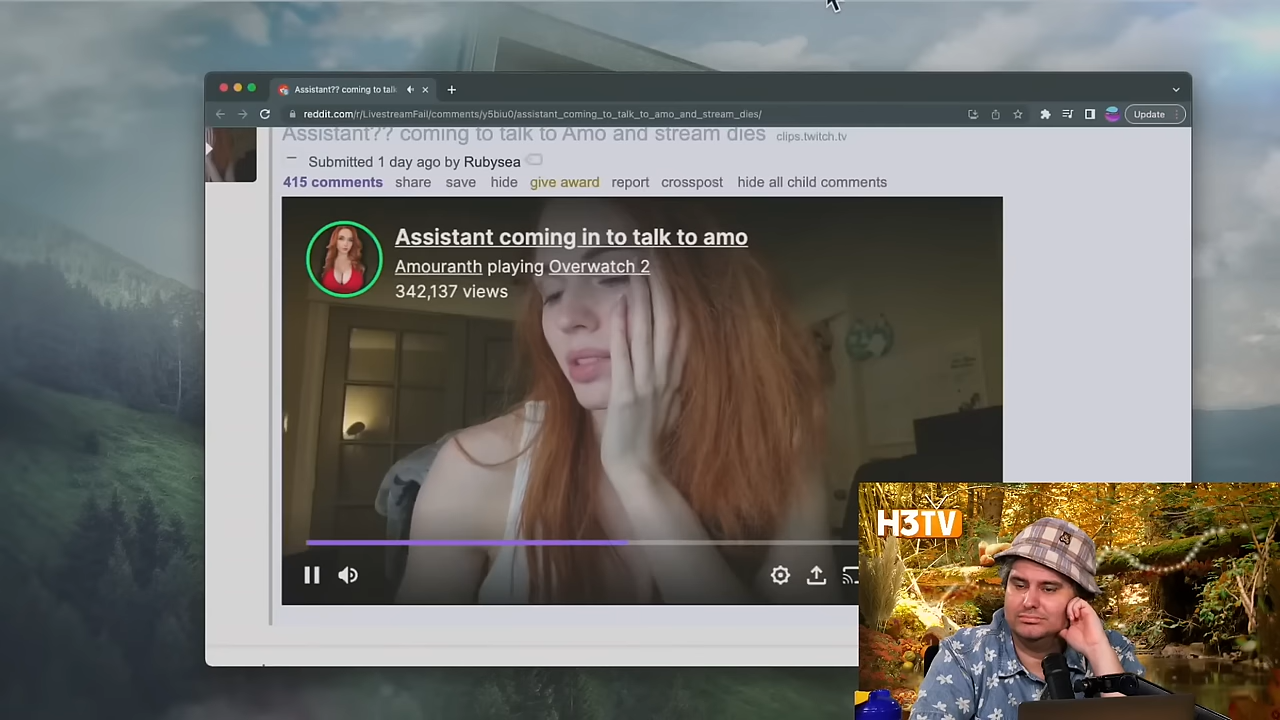 Assistant?? coming to talk
reddit.com/r/LivestreamFail/comments/y5biu0/assistant_coming_to_talk_to_amo_and_stream_dies/
Update
Assistant?? coming to talk to Amo and stream dies clips.twitch.tv
Submitted 1 day ago by Rubysea
415 comments share save hide give award report crosspost hide all child comments
Assistant coming in to talk to amo
Amouranth playing Overwatch 2
342,137 views
H3TV